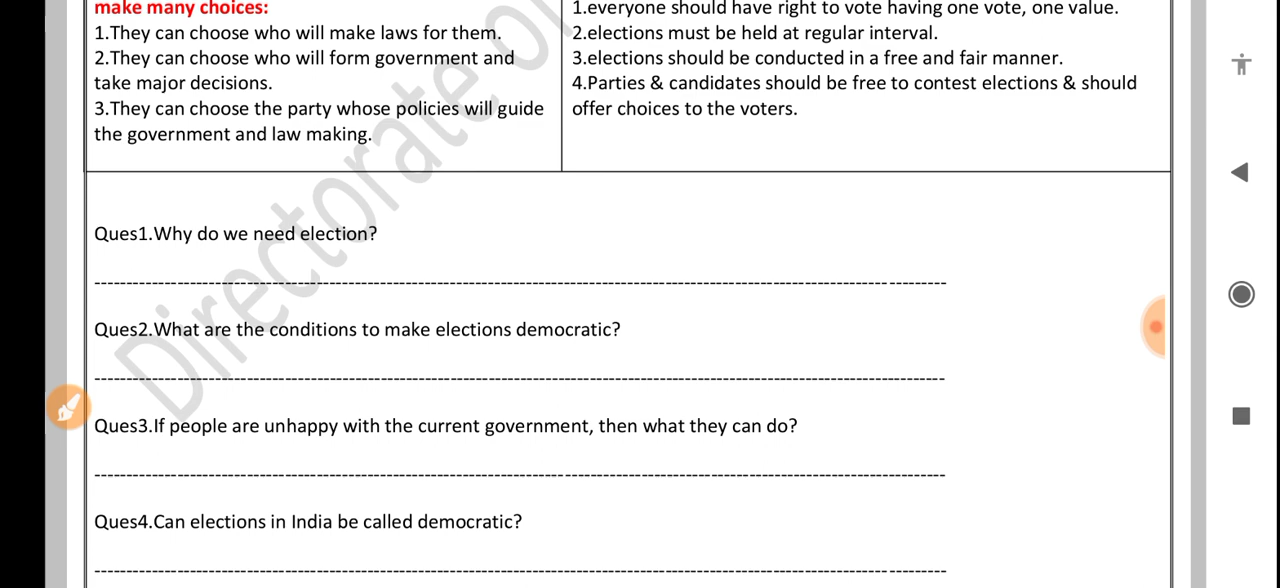 make many choices:
1.They can choose who will make laws for them.
2.They can choose who will form government and
take major decisions.
3.They can choose the party whose policies will guide
the government and law making.
1.everyone should have right to vote having one vote, one value.
2.elections must be held at regular interval.
3.elections should be conducted in a free and fair manner.
4.Parties & candidates should be free to contest elections & should
offer choices to the voters.
Directorate of
Ques1.Why do we need election?
Ques2.What are the conditions to make elections democratic?
Ques3.If people are unhappy with the current government, then what they can do?
Ques4.Can elections in India be called democratic?